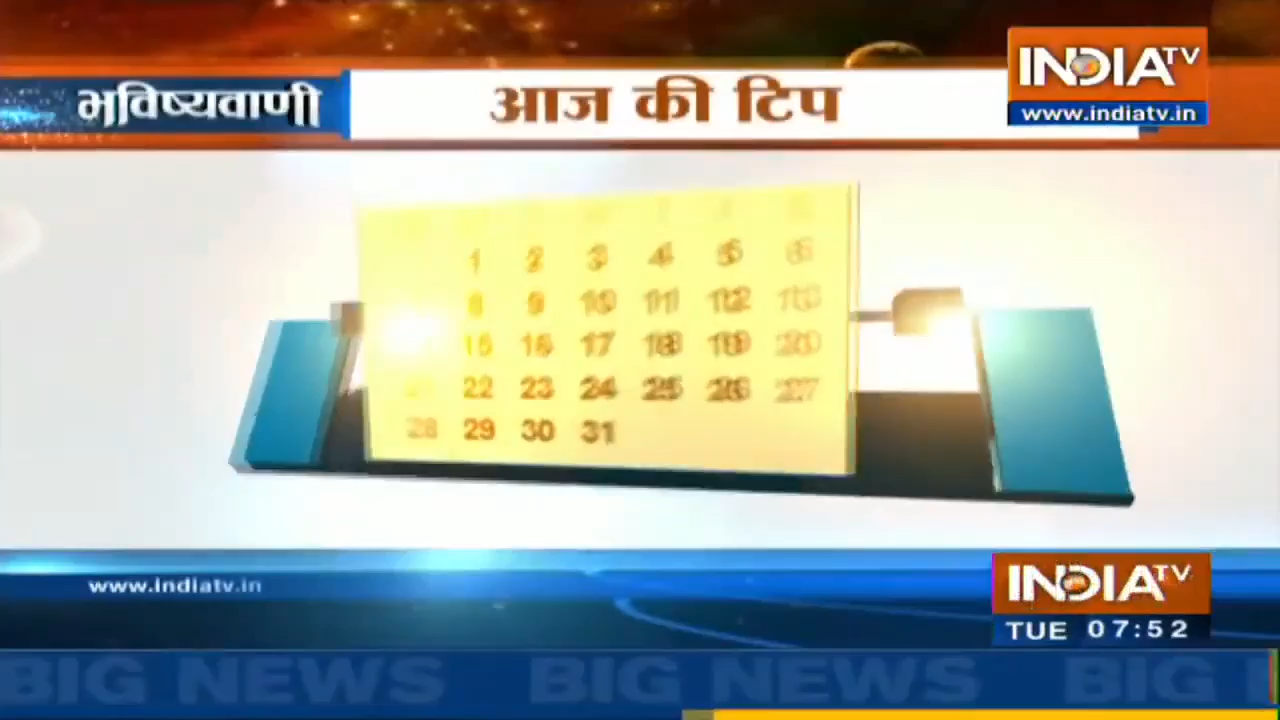 भविष्यवाणी
आज की टिप
INDIA TV
www.indiatv.in
1 2 3 4 5 6
8 9 10 11 12 13
15 16 17 18 19 20
22 23 24 25 26 27
28 29 30 31
www.indiatv.in
INDIA TV
TUE 07:52
BIG NEWS BIG NEWS BIG